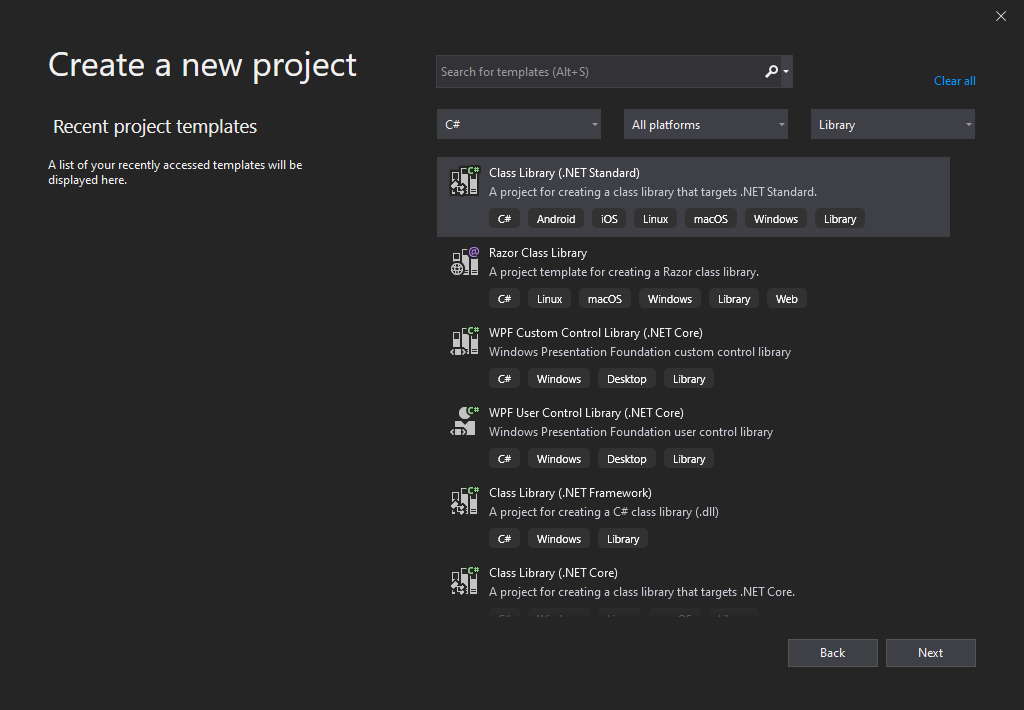 Create a new project
Search for templates (Alt+S)
Clear all
Recent project templates
A list of your recently accessed templates will be
displayed here.
C# All platforms Library
Class Library (.NET Standard)
A project for creating a class library that targets .NET Standard.
C# Android iOS Linux macOS Windows Library
Razor Class Library
A project template for creating a Razor class library.
C# Linux macOS Windows Library Web
WPF Custom Control Library (.NET Core)
Windows Presentation Foundation custom control library
C# Windows Desktop Library
WPF User Control Library (.NET Core)
Windows Presentation Foundation user control library
C# Windows Desktop Library
Class Library (.NET Framework)
A project for creating a C# class library (.dll)
C# Windows Library
Class Library (.NET Core)
A project for creating a class library that targets .NET Core.
Back Next